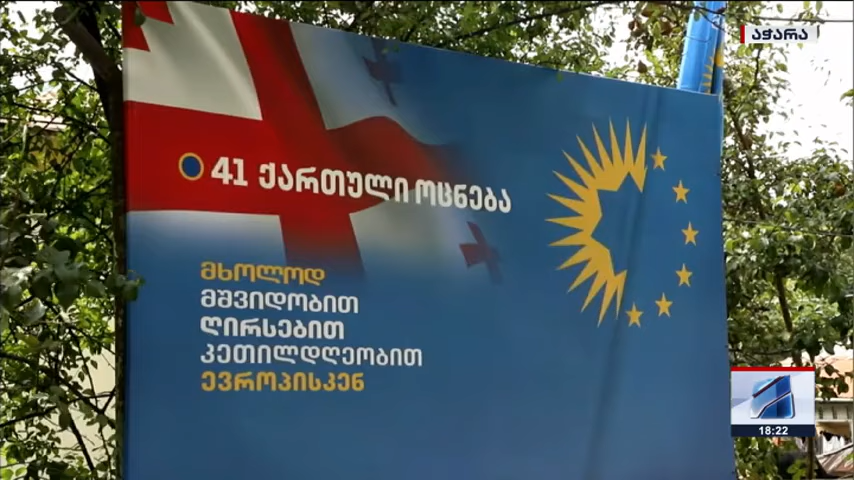 აჭარა
41 ქართული ოცნება
მხოლოდ
მშვიდობით
ღირსებით
კეთილდღეობით
ევროპისკენ
18:22